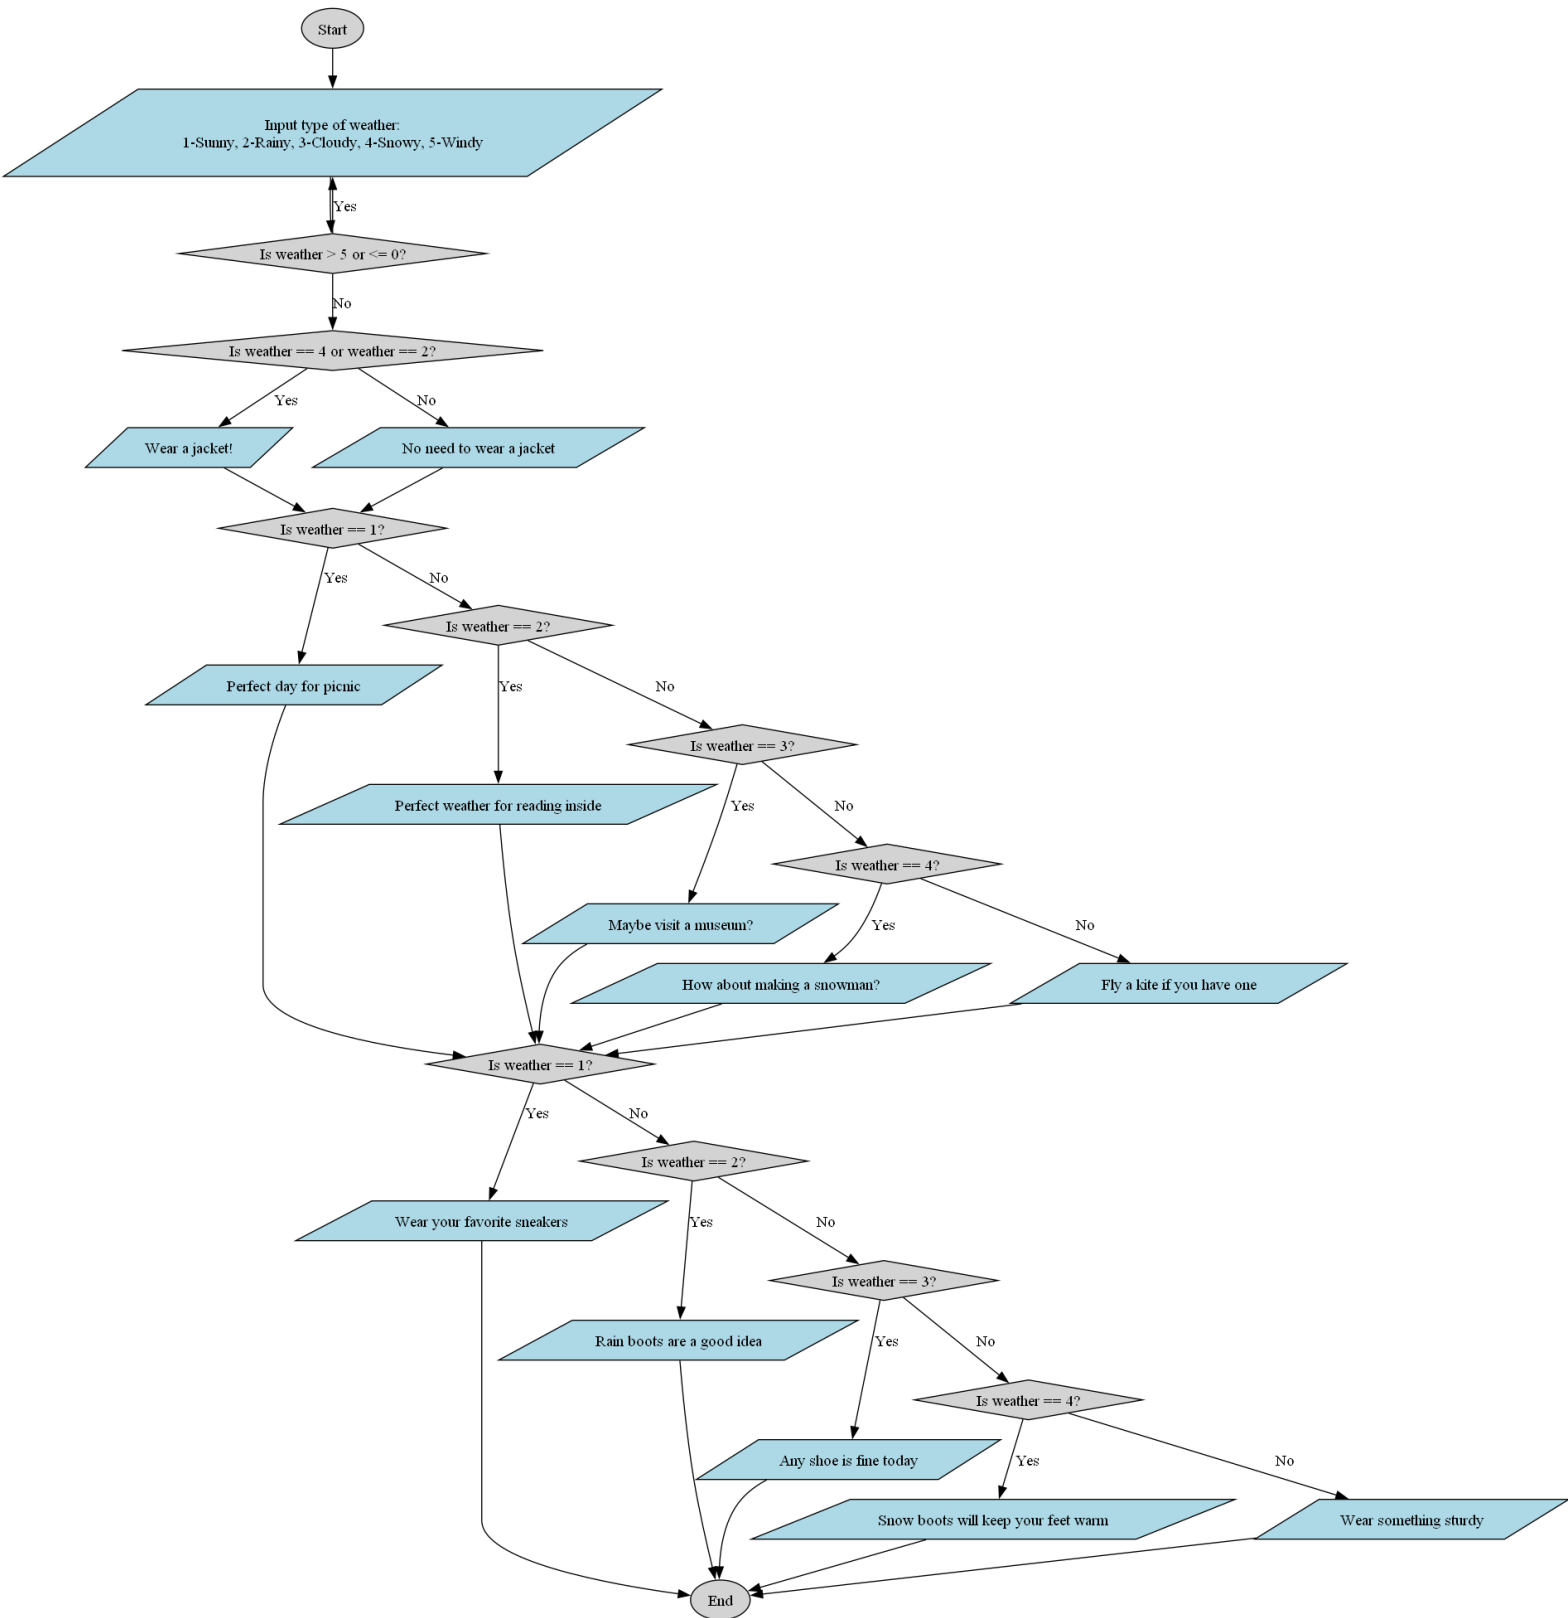 Start
Input type of weather:
1-Sunny, 2-Rainy, 3-Cloudy, 4-Snowy, 5-Windy
Yes
Is weather > 5 or <= 0?
No
Is weather == 4 or weather == 2?
Yes
No
Wear a jacket!
No need to wear a jacket
Is weather == 1?
Yes
No
Is weather == 2?
Perfect day for picnic
Yes
No
Is weather == 3?
Perfect weather for reading inside
Yes
No
Is weather == 4?
Maybe visit a museum?
Yes
No
How about making a snowman?
Fly a kite if you have one
Is weather == 1?
Yes
No
Is weather == 2?
Wear your favorite sneakers
Yes
No
Is weather == 3?
Rain boots are a good idea
Yes
No
Is weather == 4?
Any shoe is fine today
Yes
No
Snow boots will keep your feet warm
Wear something sturdy
End